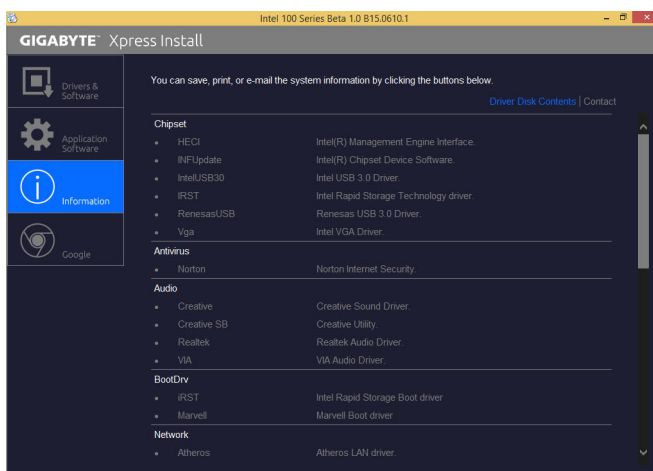 Intel 100 Series Beta 1.0 B15.0610.1
GIGABYTE™ Xpress Install
Drivers &
Software
Application
Software
Information
Google
You can save, print, or e-mail the system information by clicking the buttons below.
Driver Disk Contents | Contact
Chipset
• HECI Intel(R) Management Engine Interface.
• INFUpdate Intel(R) Chipset Device Software.
• IntelUSB30 Intel USB 3.0 Driver.
• IRST Intel Rapid Storage Technology driver.
• RenesasUSB Renesas USB 3.0 Driver.
• Vga Intel VGA Driver.
Antivirus
• Norton Norton Internet Security.
Audio
• Creative Creative Sound Driver.
• Creative SB Creative Utility.
• Realtek Realtek Audio Driver.
• VIA VIA Audio Driver.
BootDrv
• iRST Intel Rapid Storage Boot driver
• Marvell Marvell Boot driver
Network
• Atheros Atheros LAN driver.